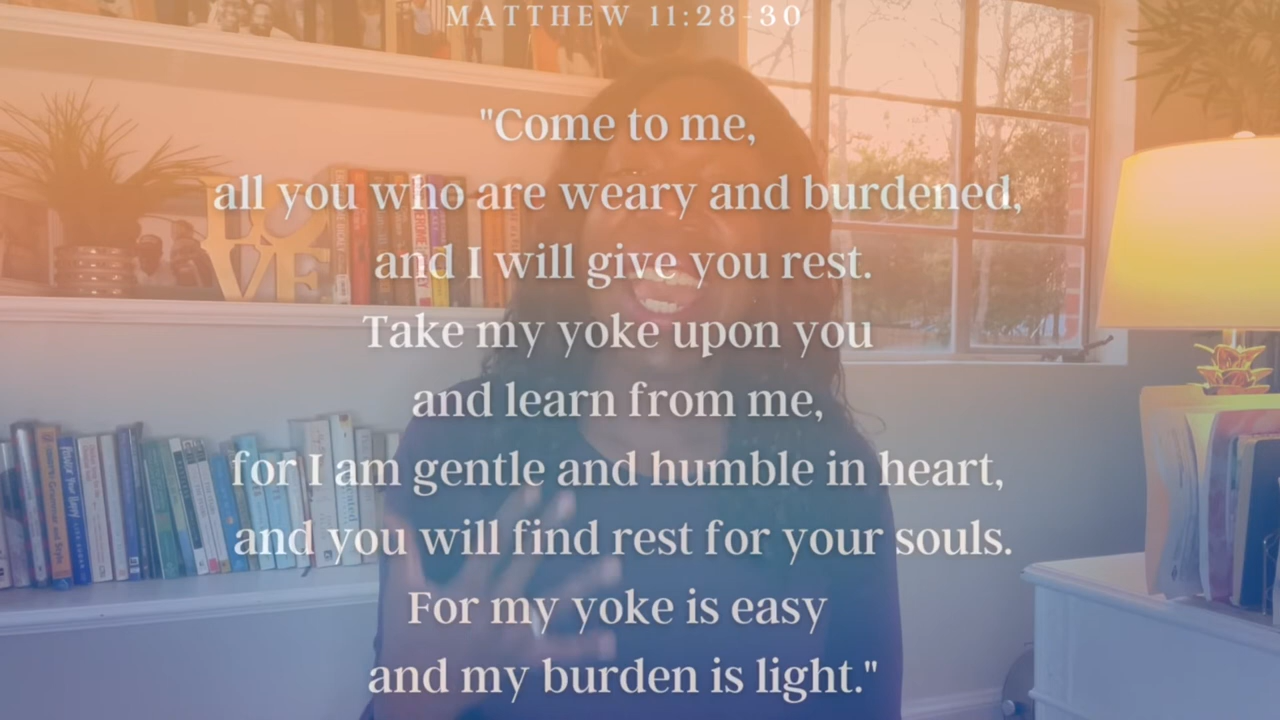 MATTHEW 11:28-30
"Come to me,
all you who are weary and burdened,
and I will give you rest.
Take my yoke upon you
and learn from me,
for I am gentle and humble in heart,
and you will find rest for your souls.
For my yoke is easy
and my burden is light."
LO
VE